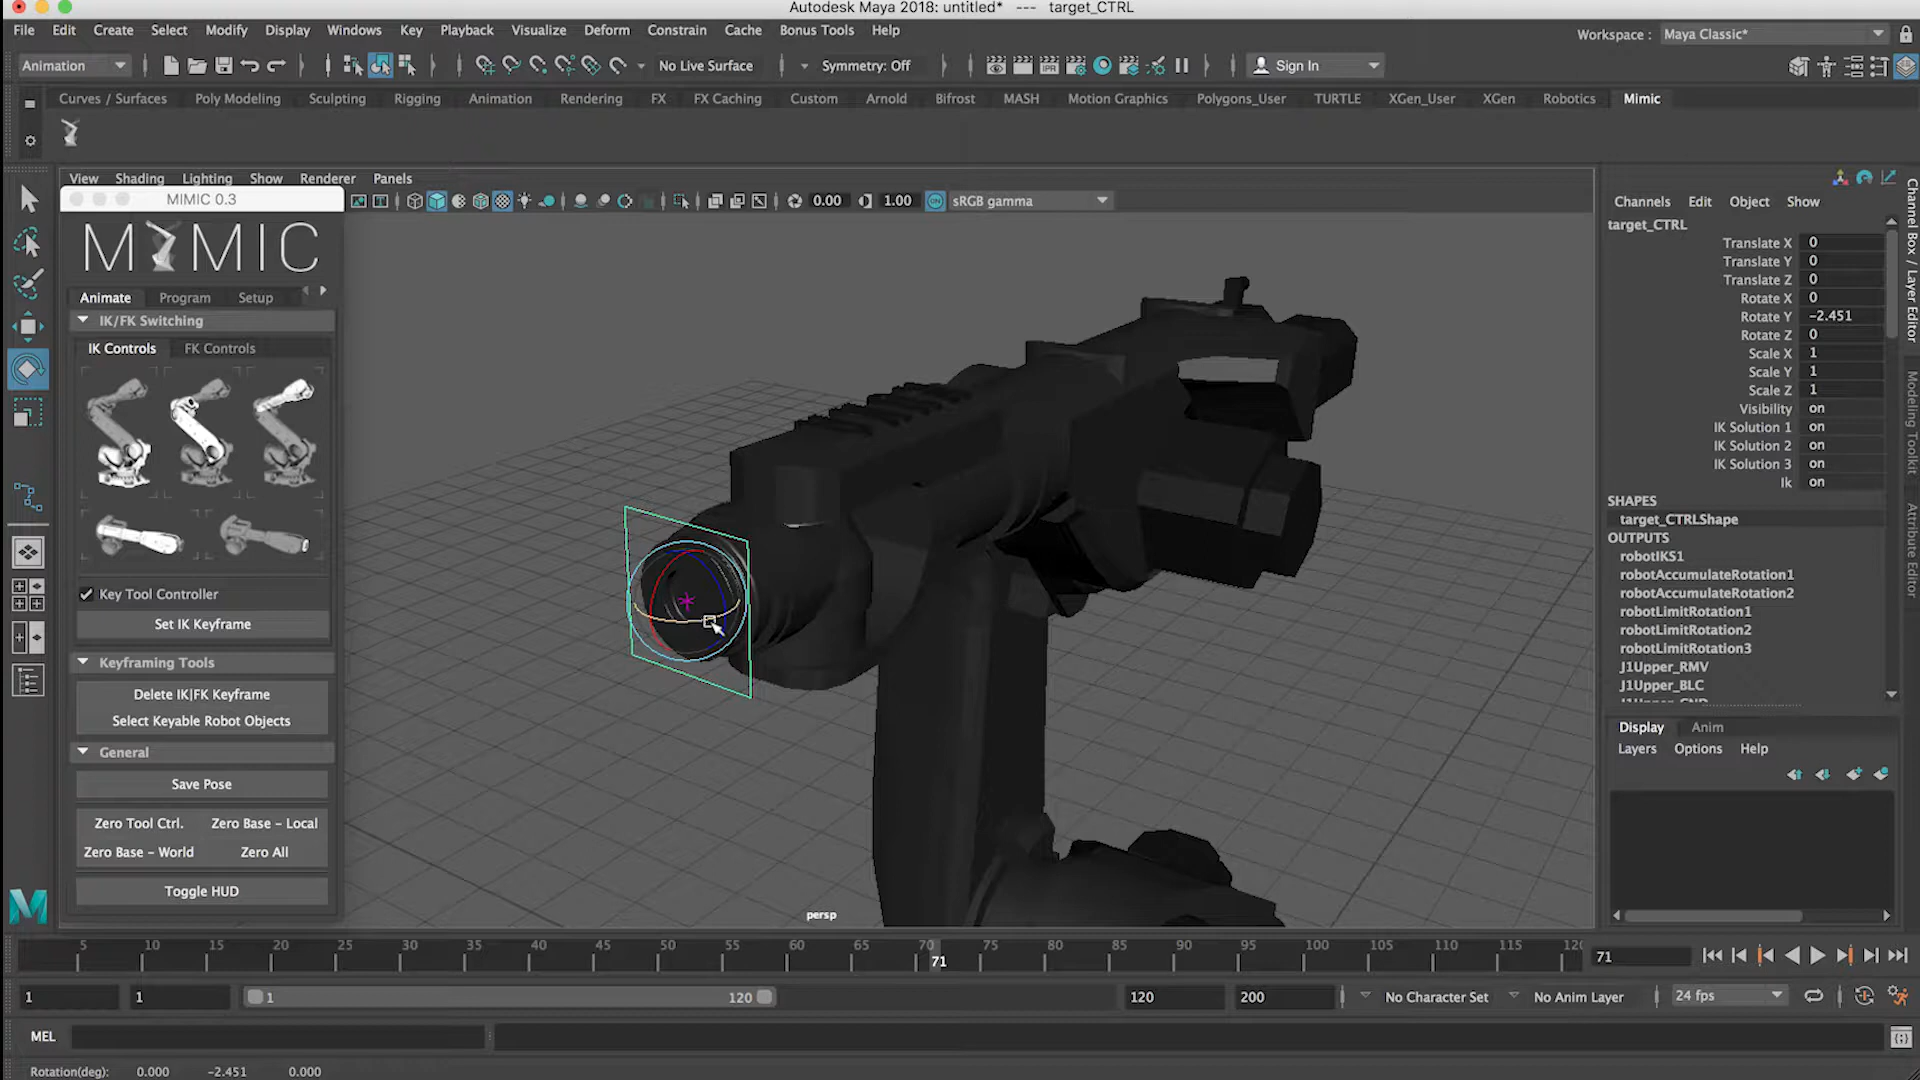 Autodesk Maya 2018: untitled* --- target_CTRL
File Edit Create Select Modify Display Windows Key Playback Visualize Deform Constrain Cache Bonus Tools Help
Workspace : Maya Classic*
Animation No Live Surface Symmetry: Off Sign In
Curves / Surfaces Poly Modeling Sculpting Rigging Animation Rendering FX FX Caching Custom Arnold Bifrost MASH Motion Graphics Polygons_User TURTLE XGen_User XGen Robotics Mimic
View Shading Lighting Show Renderer Panels
0.00 1.00 sRGB gamma
MIMIC 0.3
MIMIC
Animate Program Setup
IK/FK Switching
IK Controls FK Controls
Key Tool Controller
Set IK Keyframe
Keyframing Tools
Delete IK|FK Keyframe
Select Keyable Robot Objects
General
Save Pose
Zero Tool Ctrl. Zero Base - Local
Zero Base - World Zero All
Toggle HUD
persp
Channels Edit Object Show
target_CTRL
Translate X 0
Translate Y 0
Translate Z 0
Rotate X 0
Rotate Y -2.451
Rotate Z 0
Scale X 1
Scale Y 1
Scale Z 1
Visibility on
IK Solution 1 on
IK Solution 2 on
IK Solution 3 on
Ik on
SHAPES
target_CTRLShape
OUTPUTS
robotIKS1
robotAccumulateRotation1
robotAccumulateRotation2
robotLimitRotation1
robotLimitRotation2
robotLimitRotation3
J1Upper_RMV
J1Upper_BLC
Display Anim
Layers Options Help
Channel Box / Layer Editor
Modeling Toolkit
Attribute Editor
5 10 15 20 25 30 35 40 45 50 55 60 65 70 75 80 85 90 95 100 105 110 115 120
71
71
1 1 1 120 120 200 No Character Set No Anim Layer 24 fps
MEL
Rotation(deg): 0.000 -2.451 0.000